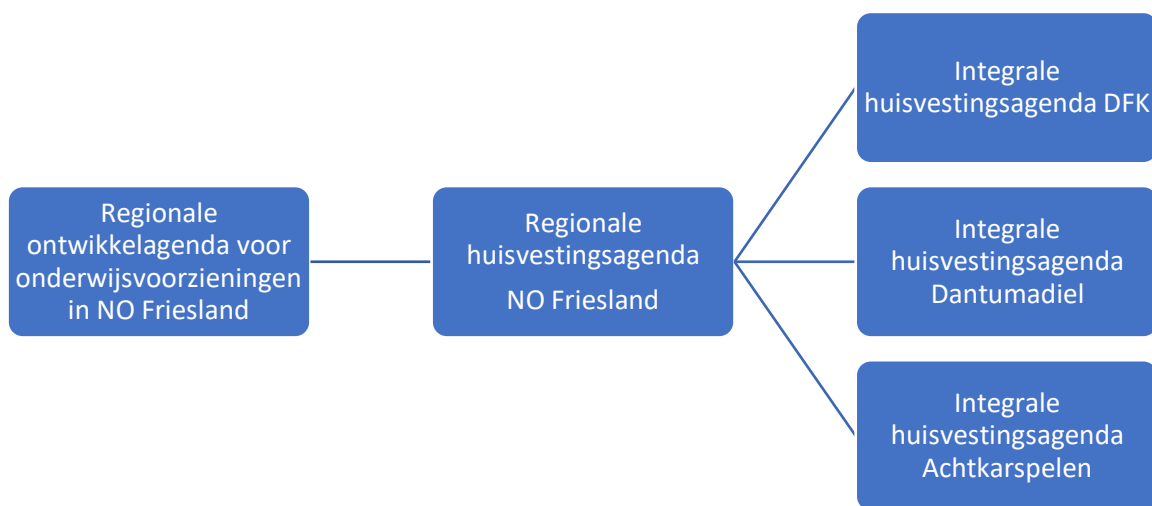 Regionale
ontwikkelagenda voor
onderwijsvoorzieningen
in NO Friesland
Regionale
huisvestingsagenda
NO Friesland
Integrale
huisvestingsagenda DFK
Integrale
huisvestingsagenda
Dantumadiel
Integrale
huisvestingsagenda
Achtkarspelen